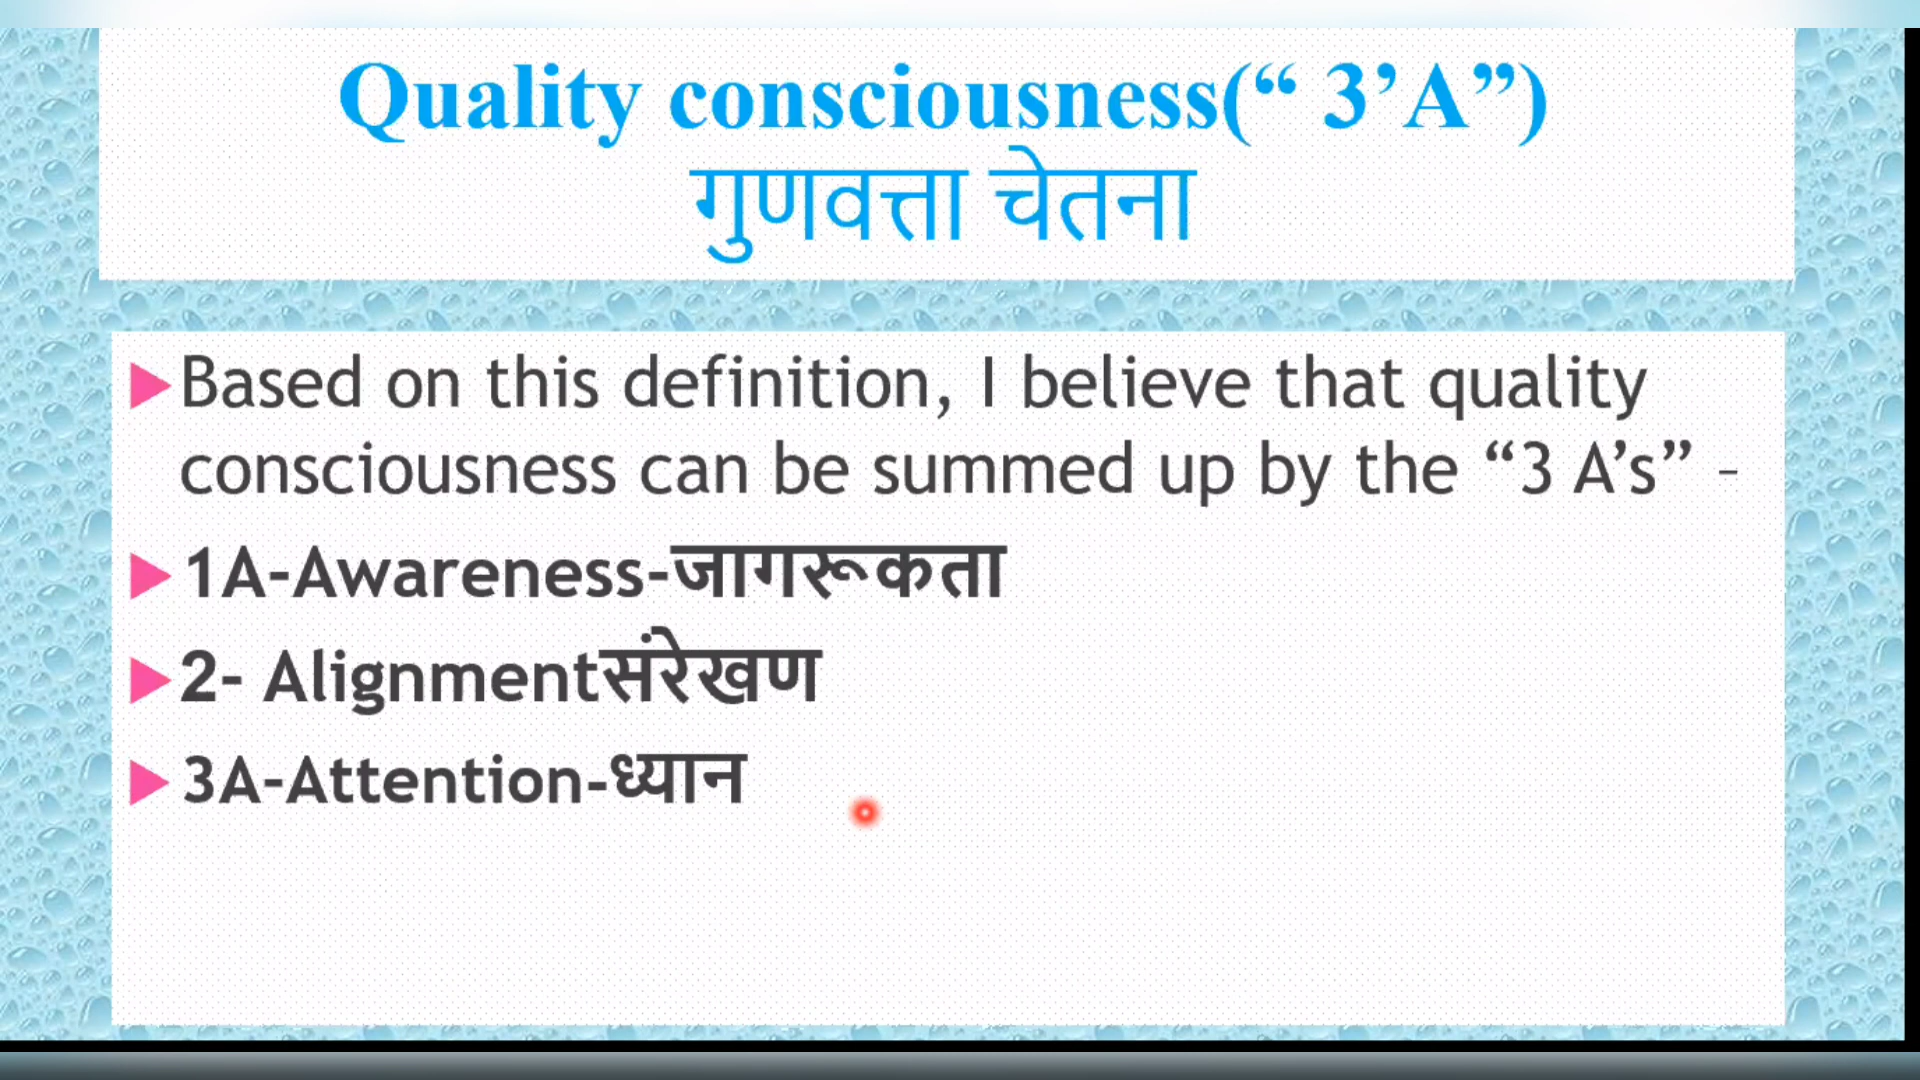 Quality consciousness(“ 3’A”)
गुणवत्ता चेतना
Based on this definition, I believe that quality
consciousness can be summed up by the “3 A’s” –
1A-Awareness-जागरूकता
2- Alignmentसंरेखण
3A-Attention-ध्यान